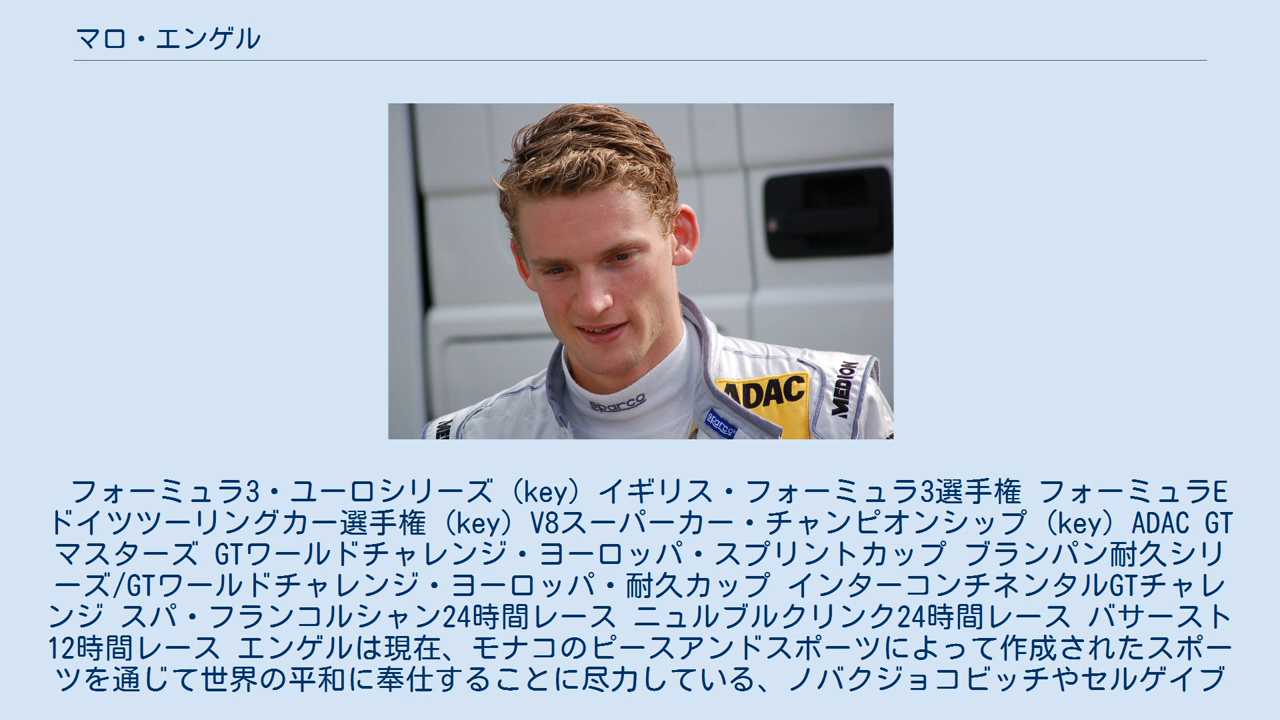 マロ・エンゲル
sparco
ADAC
MEDION
sparco
フォーミュラ3・ユーロシリーズ（key）イギリス・フォーミュラ3選手権 フォーミュラE
ドイツツーリングカー選手権（key）V8スーパーカー・チャンピオンシップ（key）ADAC GT
マスターズ GTワールドチャレンジ・ヨーロッパ・スプリントカップ ブランパン耐久シリ
ーズ/GTワールドチャレンジ・ヨーロッパ・耐久カップ インターコンチネンタルGTチャレ
ンジ スパ・フランコルシャン24時間レース ニュルブルクリンク24時間レース バサースト
12時間レース エンゲルは現在、モナコのピースアンドスポーツによって作成されたスポー
ツを通じて世界の平和に奉仕することに尽力している、ノバクジョコビッチやセルゲイブ